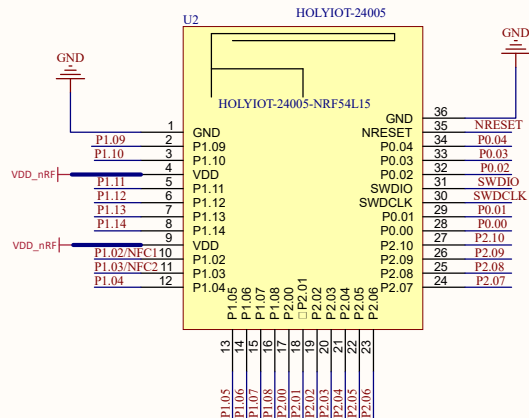 HOLYIOT-24005
U2
GND
GND
HOLYIOT-24005-NRF54L15
1 GND
P1.09 2 P1.09
P1.10 3 P1.10
VDD_nRF 4 VDD
P1.11 5 P1.11
P1.12 6 P1.12
P1.13 7 P1.13
P1.14 8 P1.14
VDD_nRF 9 VDD
P1.02/NFC1 10 P1.02
P1.03/NFC2 11 P1.03
P1.04 12 P1.04
GND 36
NRESET 35 NRESET
P0.04 34 P0.04
P0.03 33 P0.03
P0.02 32 P0.02
SWDIO 31 SWDIO
SWDCLK 30 SWDCLK
P0.01 29 P0.01
P0.00 28 P0.00
P2.10 27 P2.10
P2.09 26 P2.09
P2.08 25 P2.08
P2.07 24 P2.07
P1.05 13 P1.05
P1.06 14 P1.06
P1.07 15 P1.07
P1.08 16 P1.08
P2.00 17 P2.00
□P2.01 18 P2.01
P2.02 19 P2.02
P2.03 20 P2.03
P2.04 21 P2.04
P2.05 22 P2.05
P2.06 23 P2.06